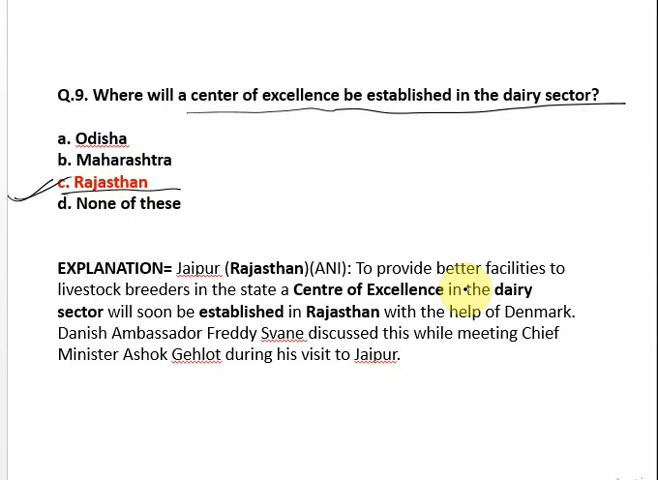 Q.9. Where will a center of excellence be established in the dairy sector?
a. Odisha
b. Maharashtra
c. Rajasthan
d. None of these
EXPLANATION= Jaipur (Rajasthan)(ANI): To provide better facilities to
livestock breeders in the state a Centre of Excellence in the dairy
sector will soon be established in Rajasthan with the help of Denmark.
Danish Ambassador Freddy Svane discussed this while meeting Chief
Minister Ashok Gehlot during his visit to Jaipur.